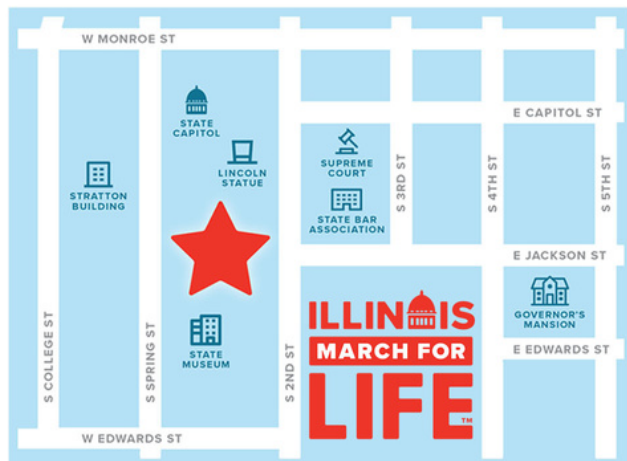 W MONROE ST
E CAPITOL ST
STATE
CAPITOL
LINCOLN
STATUE
SUPREME
COURT
STRATTON
BUILDING
STATE BAR
ASSOCIATION
S 3RD ST
S 4TH ST
S 5TH ST
E JACKSON ST
ILLINOIS
MARCH FOR
LIFE™
GOVERNOR'S
MANSION
STATE
MUSEUM
E EDWARDS ST
S COLLEGE ST
S SPRING ST
S 2ND ST
W EDWARDS ST